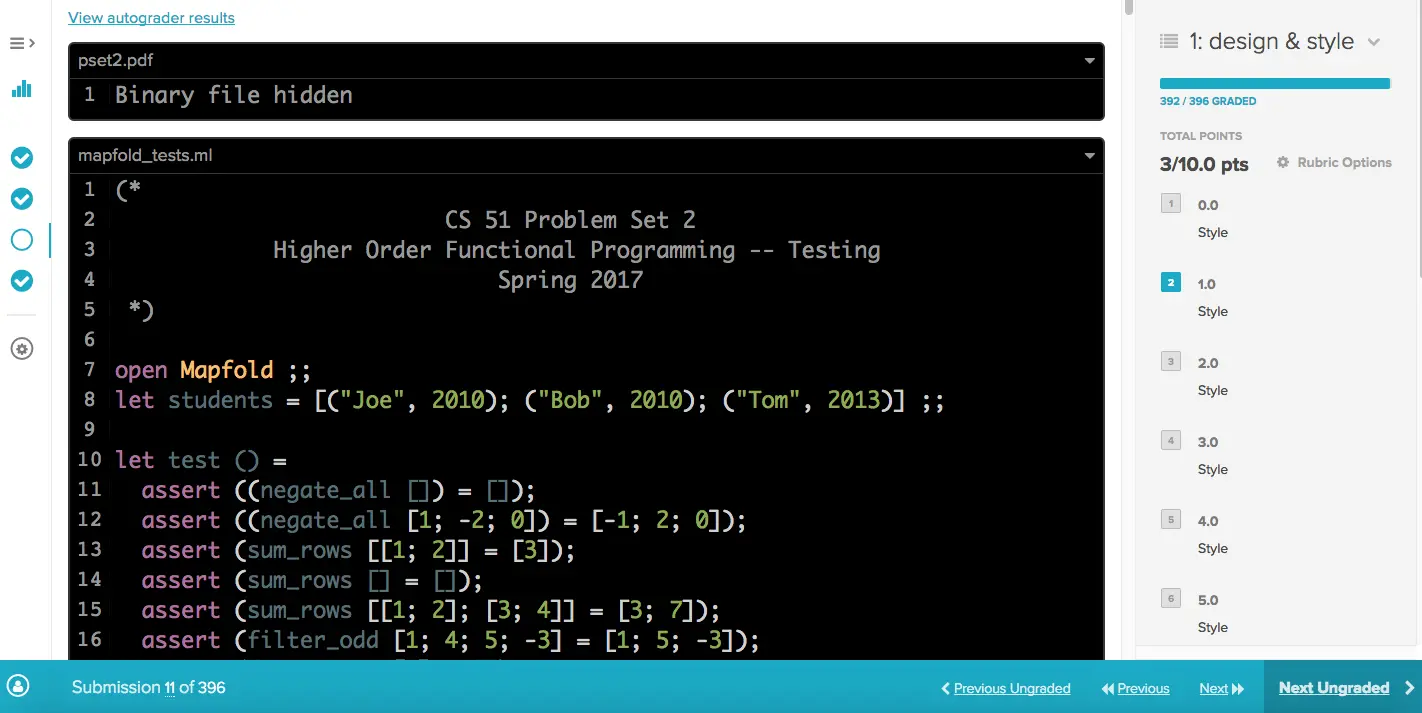 View autograder results
pset2.pdf
1 Binary file hidden
mapfold_tests.ml
1 (*
2 CS 51 Problem Set 2
3 Higher Order Functional Programming -- Testing
4 Spring 2017
5 *)
6
7 open Mapfold ;;
8 let students = [("Joe", 2010); ("Bob", 2010); ("Tom", 2013)] ;;
9
10 let test () =
11 assert ((negate_all []) = []);
12 assert ((negate_all [1; -2; 0]) = [-1; 2; 0]);
13 assert (sum_rows [[1; 2]] = [3]);
14 assert (sum_rows [] = []);
15 assert (sum_rows [[1; 2]; [3; 4]] = [3; 7]);
16 assert (filter_odd [1; 4; 5; -3] = [1; 5; -3]);
1: design & style
392 / 396 GRADED
TOTAL POINTS
3/10.0 pts Rubric Options
1 0.0
Style
2 1.0
Style
3 2.0
Style
4 3.0
Style
5 4.0
Style
6 5.0
Style
Submission 11 of 396 Previous Ungraded Previous Next Next Ungraded